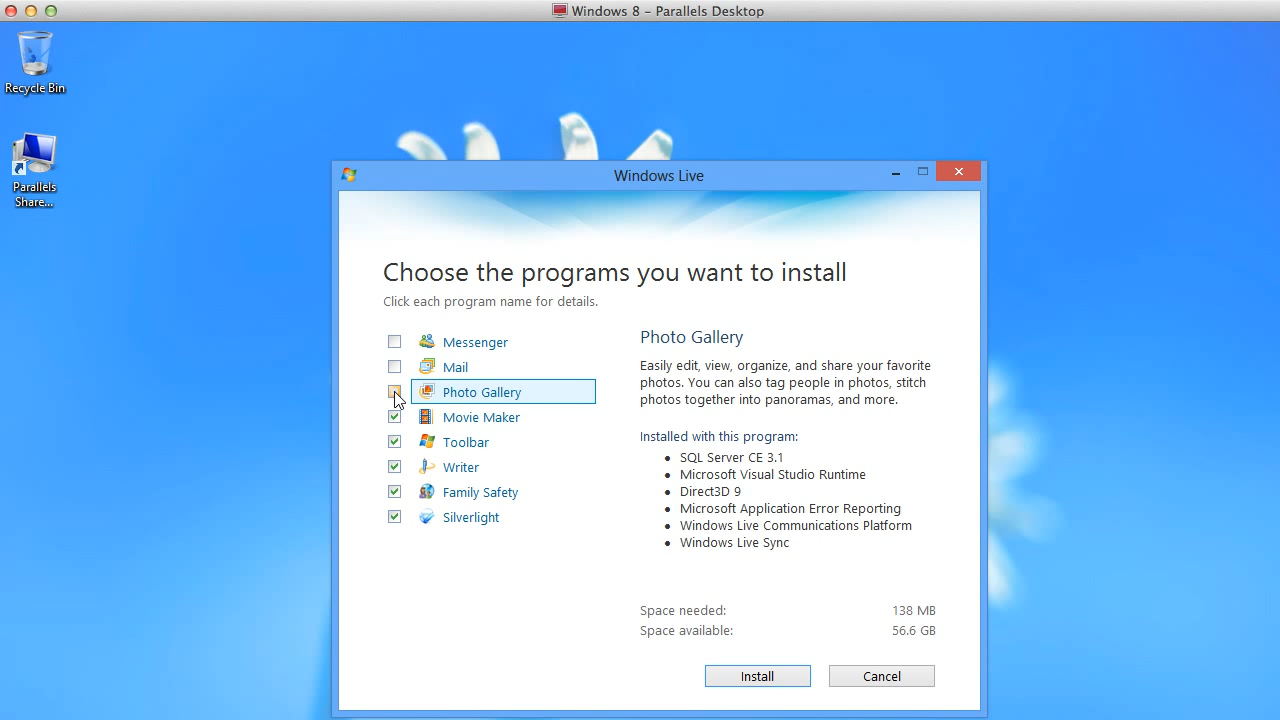 Windows 8 – Parallels Desktop
Recycle Bin
Parallels
Share...
Windows Live
Choose the programs you want to install
Click each program name for details.
Messenger
Mail
Photo Gallery
Movie Maker
Toolbar
Writer
Family Safety
Silverlight
Photo Gallery
Easily edit, view, organize, and share your favorite
photos. You can also tag people in photos, stitch
photos together into panoramas, and more.
Installed with this program:
• SQL Server CE 3.1
• Microsoft Visual Studio Runtime
• Direct3D 9
• Microsoft Application Error Reporting
• Windows Live Communications Platform
• Windows Live Sync
Space needed: 138 MB
Space available: 56.6 GB
Install Cancel